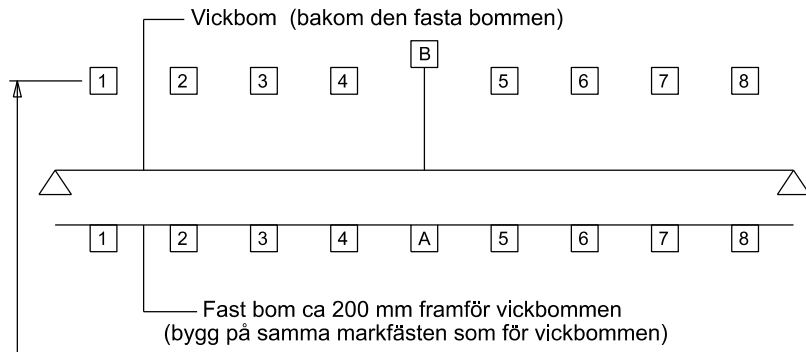 Vickbom (bakom den fasta bommen)
B
1 2 3 4 5 6 7 8
1 2 3 4 A 5 6 7 8
Fast bom ca 200 mm framför vickbommen
(bygg på samma markfästen som för vickbommen)